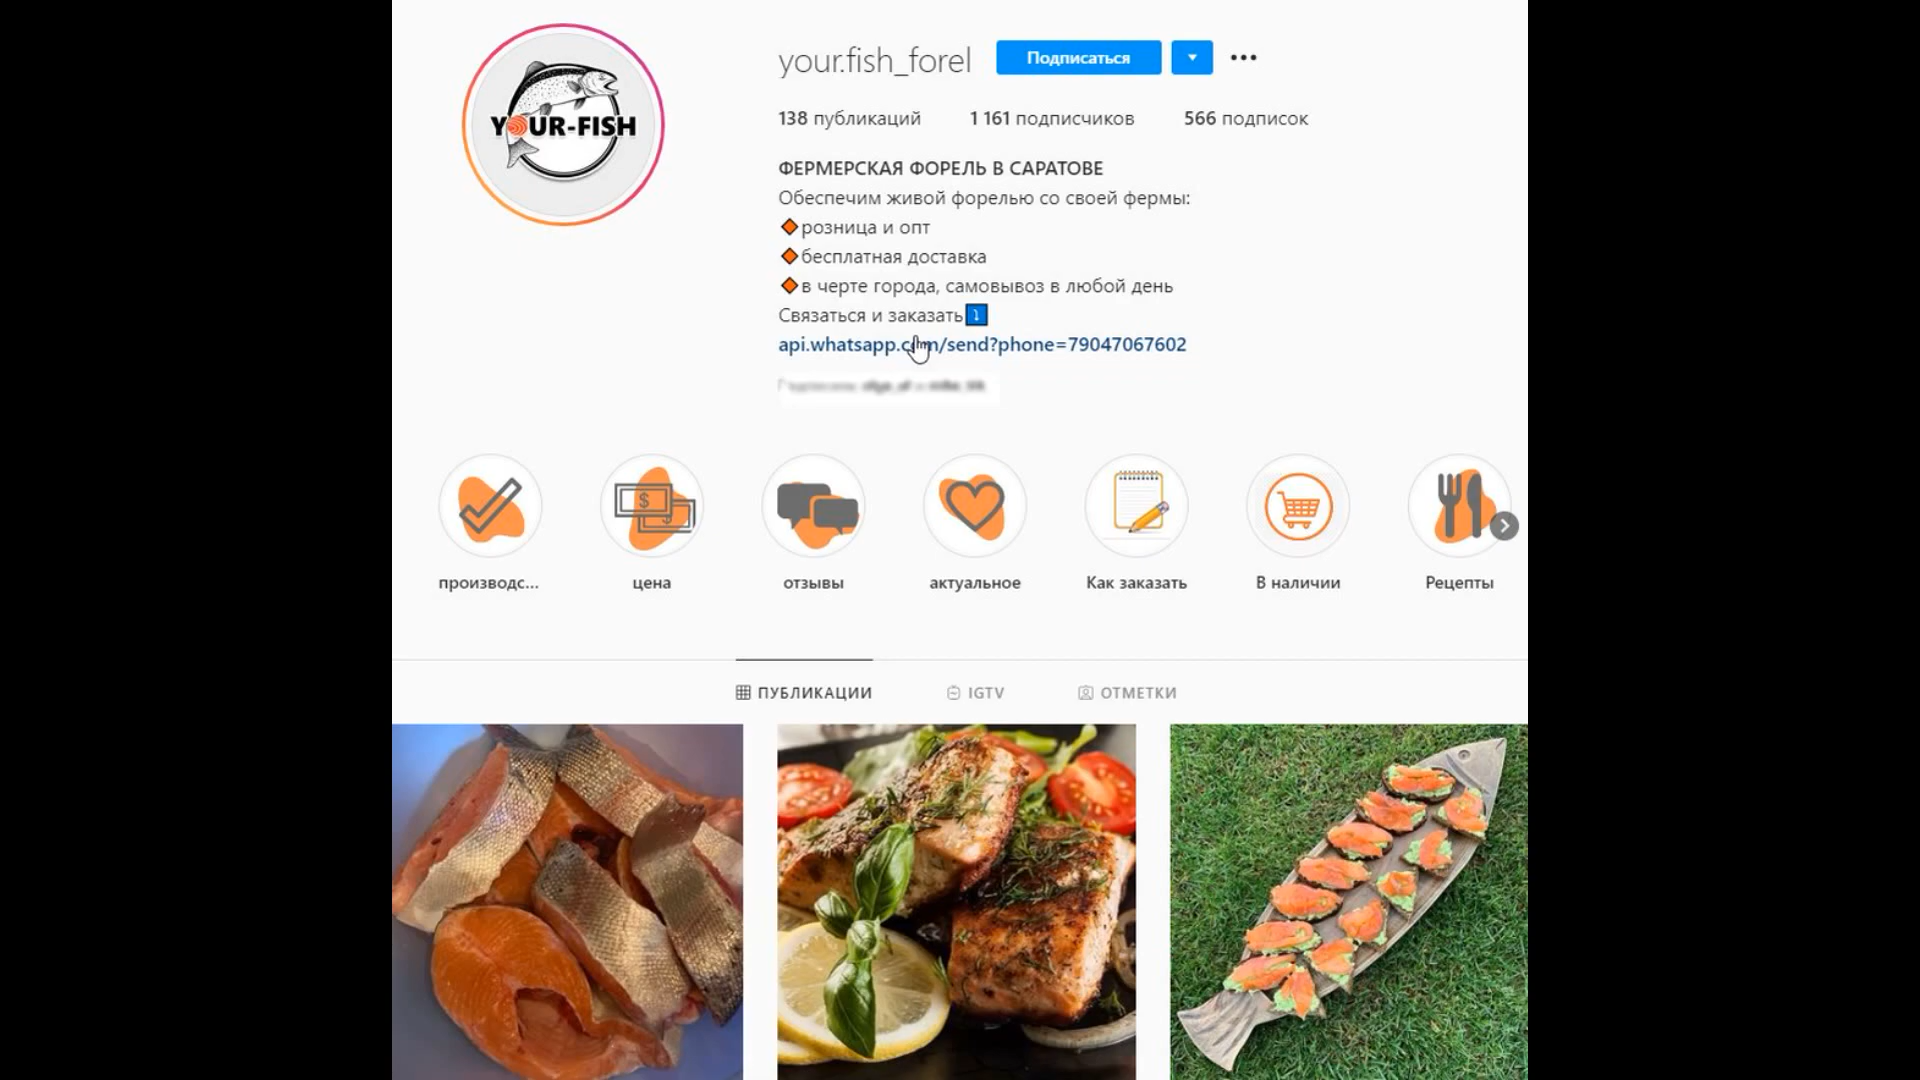 YOUR-FISH
your.fish_forel
Подписаться
138 публикаций 1 161 подписчиков 566 подписок
ФЕРМЕРСКАЯ ФОРЕЛЬ В САРАТОВЕ
Обеспечим живой форелью со своей фермы:
розница и опт
бесплатная доставка
в черте города, самовывоз в любой день
Связаться и заказать
api.whatsapp.com/send?phone=79047067602
производс... цена отзывы актуальное Как заказать В наличии Рецепты
ПУБЛИКАЦИИ IGTV ОТМЕТКИ